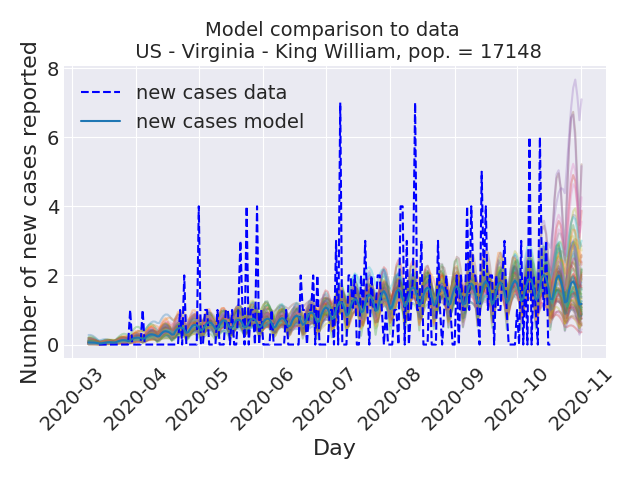 Model comparison to data
US - Virginia - King William, pop. = 17148
Number of new cases reported
8
6
4
2
0
new cases data
new cases model
2020-03
2020-04
2020-05
2020-06
2020-07
2020-08
2020-09
2020-10
2020-11
Day